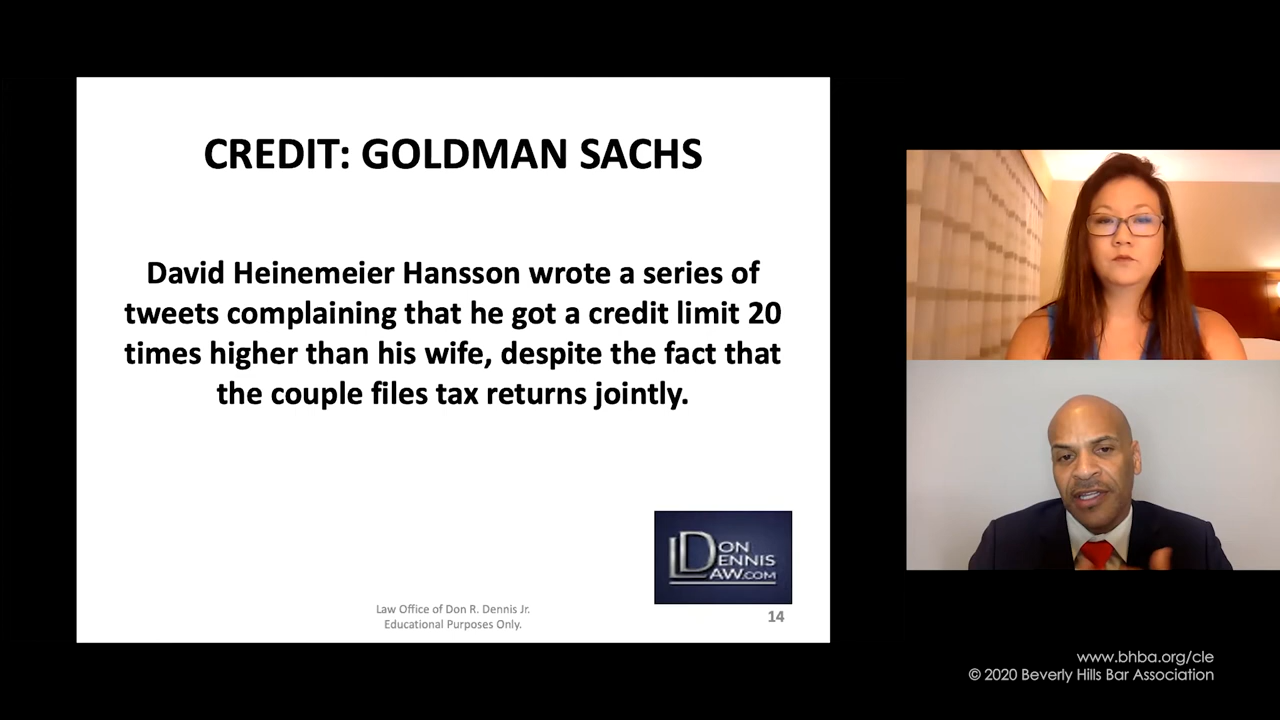 CREDIT: GOLDMAN SACHS
David Heinemeier Hansson wrote a series of
tweets complaining that he got a credit limit 20
times higher than his wife, despite the fact that
the couple files tax returns jointly.
DON
DENNIS
LAW.COM
Law Office of Don R. Dennis Jr.
Educational Purposes Only.
14
www.bhba.org/cle
© 2020 Beverly Hills Bar Association